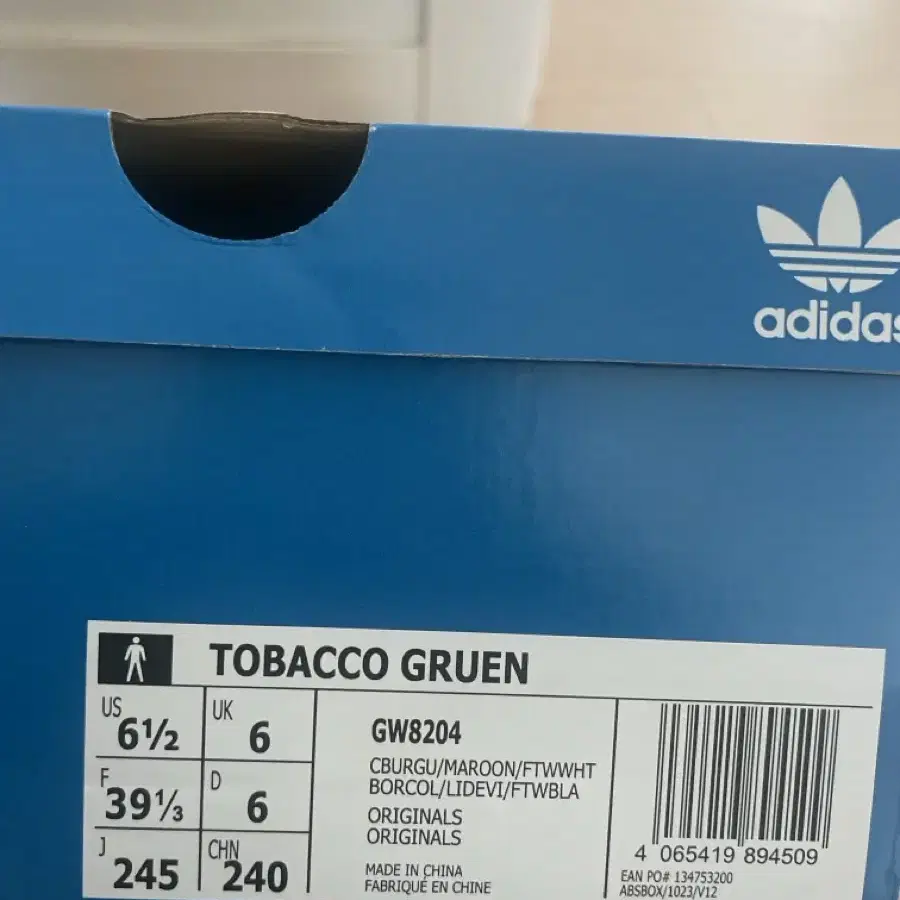 adidas
TOBACCO GRUEN
US
6½
UK
6
F
39⅓
D
6
J
245
CHN
240
GW8204
CBURGU/MAROON/FTWWHT
BORCOL/LIDEVI/FTWBLA
ORIGINALS
ORIGINALS
MADE IN CHINA
FABRIQUÉ EN CHINE
4 065419 894509
EAN PO# 134753200
ABSBOX/1023/V12